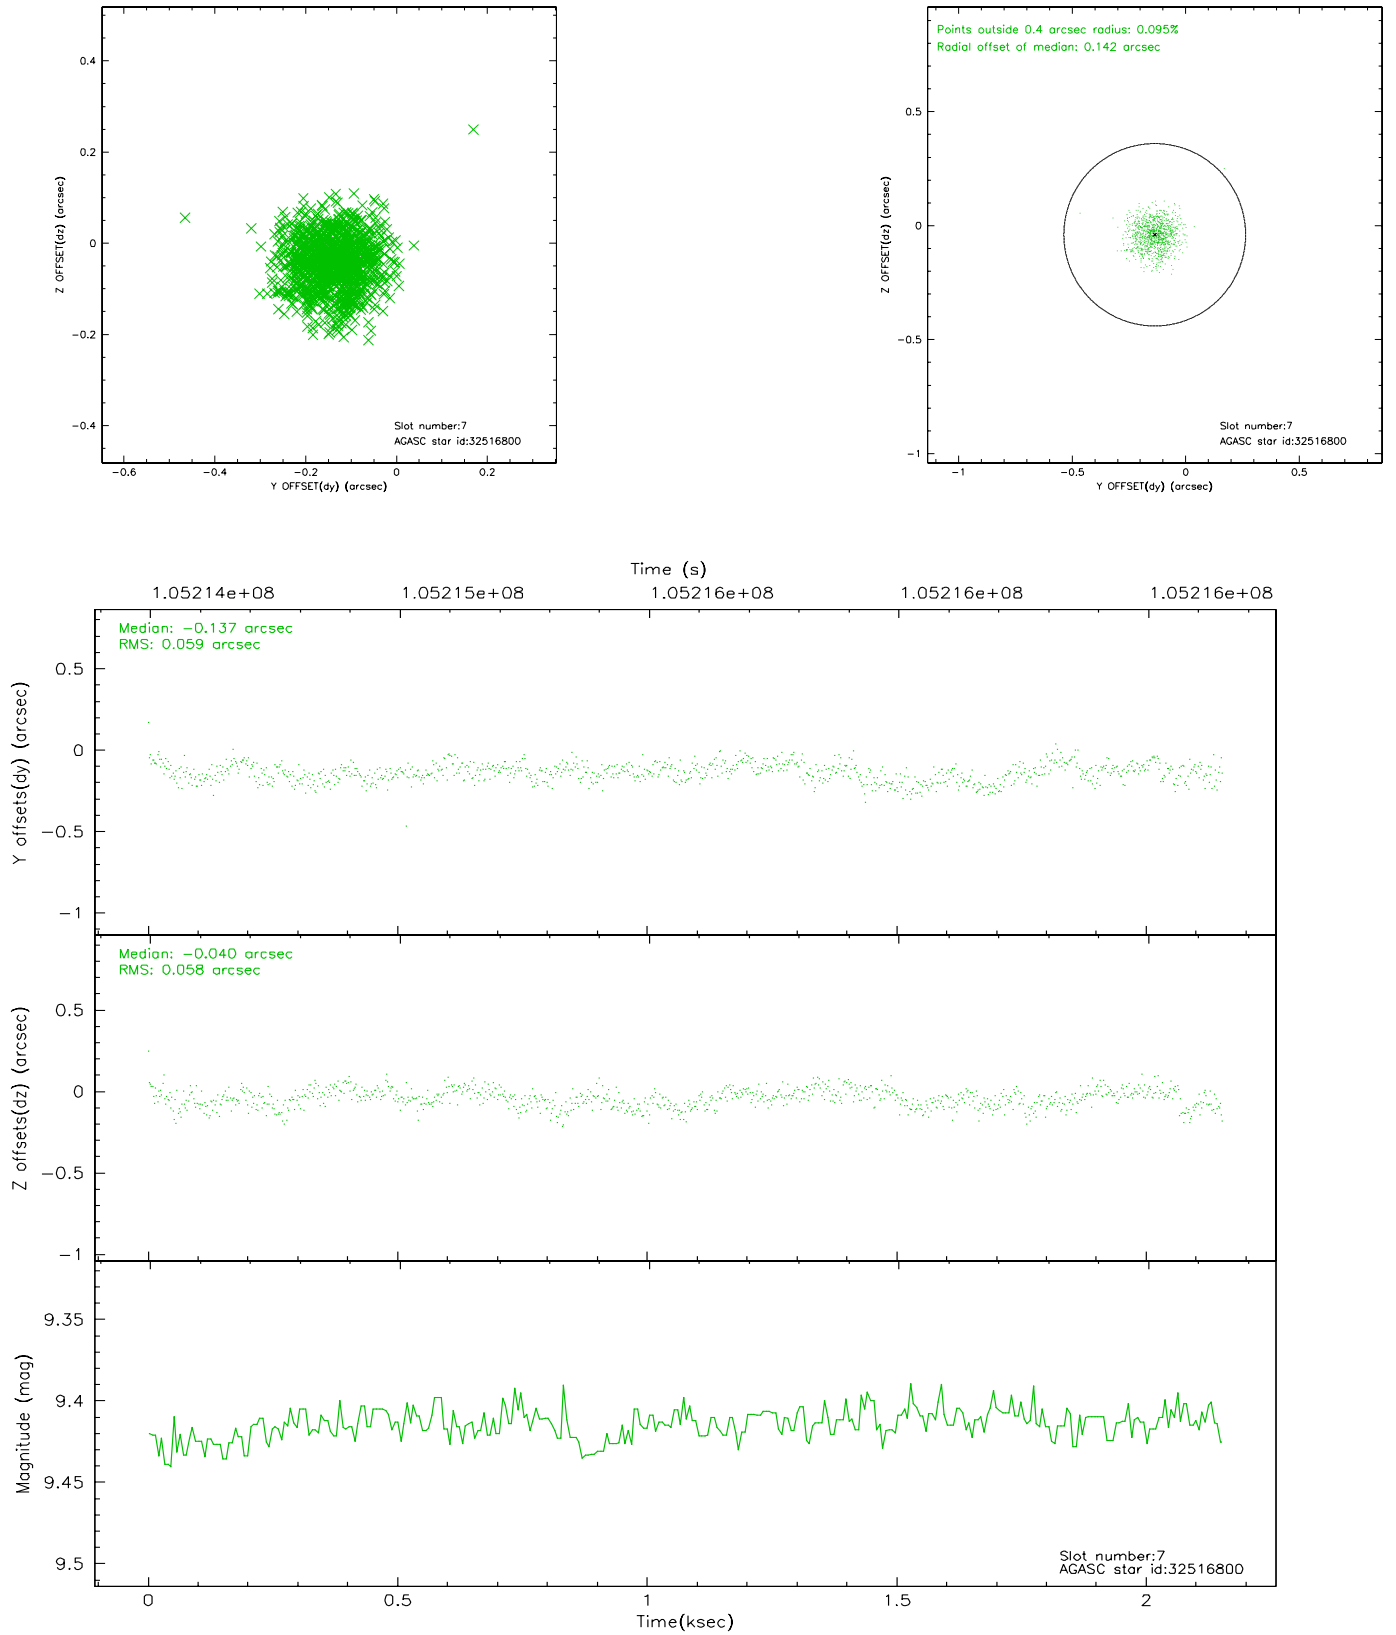 0.4
0.2
0
−0.2
−0.4
Z OFFSET(dz) (arcsec)
Slot number:7
AGASC star id:32516800
−0.6
−0.4
−0.2
0
0.2
Y OFFSET(dy) (arcsec)
Points outside 0.4 arcsec radius: 0.095%
Radial offset of median: 0.142 arcsec
0.5
0
−0.5
−1
Z OFFSET(dz) (arcsec)
Slot number:7
AGASC star id:32516800
−1
−0.5
0
0.5
Y OFFSET(dy) (arcsec)
Time (s)
1.05214e+08
1.05215e+08
1.05216e+08
1.05216e+08
1.05216e+08
Median: −0.137 arcsec
RMS: 0.059 arcsec
0.5
0
−0.5
−1
Y offsets(dy) (arcsec)
Median: −0.040 arcsec
RMS: 0.058 arcsec
0.5
0
−0.5
−1
Z offsets(dz) (arcsec)
9.35
9.4
9.45
9.5
Magnitude (mag)
Slot number:7
AGASC star id:32516800
0
0.5
1
1.5
2
Time(ksec)